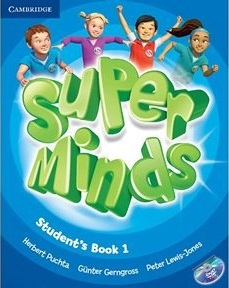 CAMBRIDGE
Super
Minds
Student's Book 1
Herbert Puchta Günter Gerngross Peter Lewis-Jones